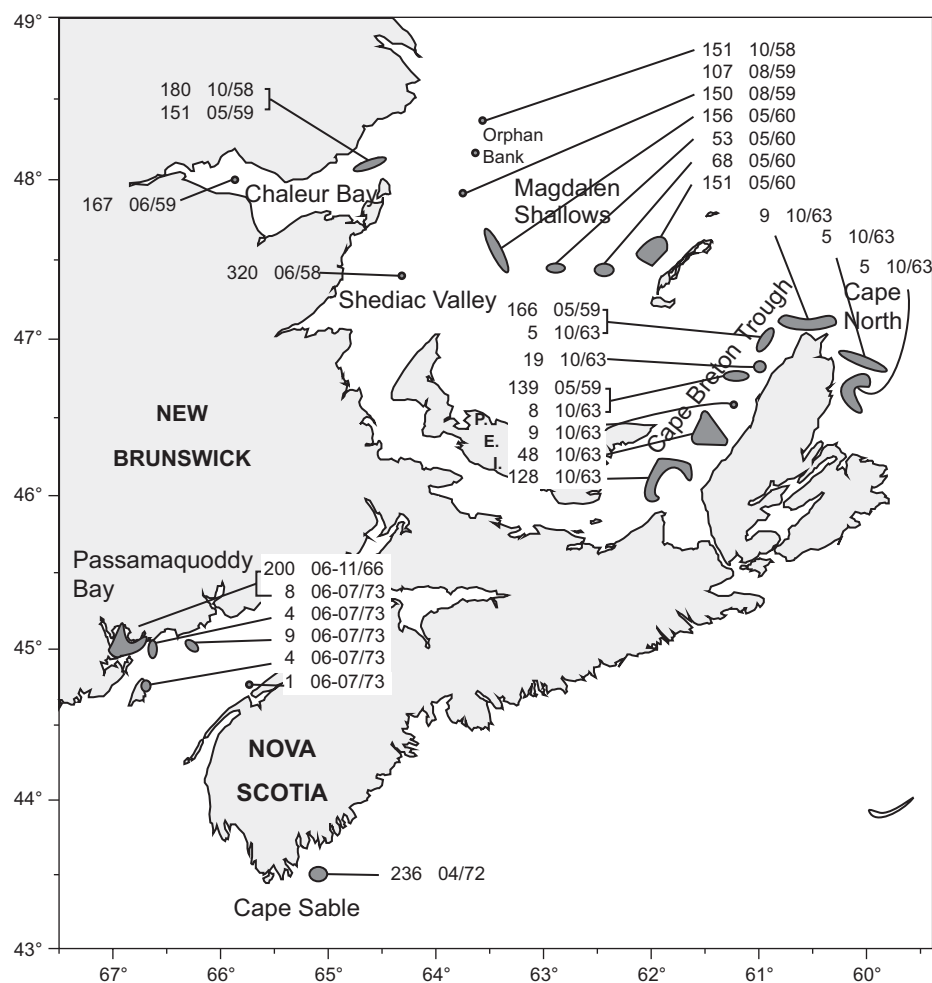 49°
151 10/58
180 10/58
107 08/59
150 08/59
151 05/59
156 05/60
Orphan
53 05/60
Bank
68 05/60
48°
151 05/60
Chaleur Bay
Magdalen
Shallows
167 06/59
9 10/63
5 10/63
320 06/58
5 10/63
Shediac Valley
Cape
North
166 05/59
47°
5 10/63
Cape Breton Trough
19 10/63
139 05/59
8 10/63
NEW
BRUNSWICK
P.
E.
I.
9 10/63
48 10/63
128 10/63
46°
Passamaquoddy
Bay
200 06-11/66
8 06-07/73
4 06-07/73
9 06-07/73
45°
4 06-07/73
1 06-07/73
NOVA
SCOTIA
44°
236 04/72
Cape Sable
43°
67° 66° 65° 64° 63° 62° 61° 60°